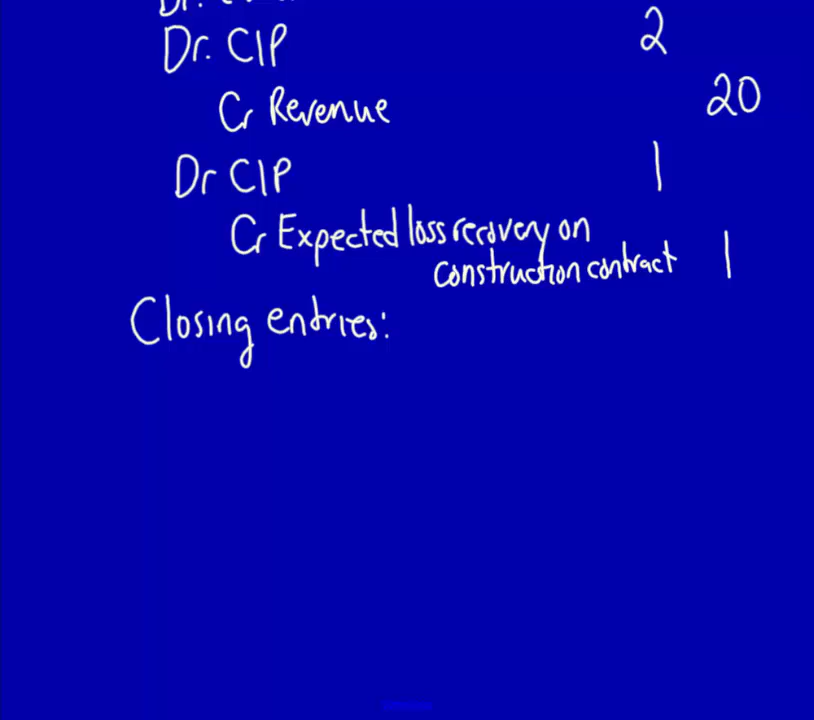 Dr. CIP 2
Cr Revenue 20
Dr CIP 1
Cr Expected loss recovery on
construction contract 1
Closing entries: